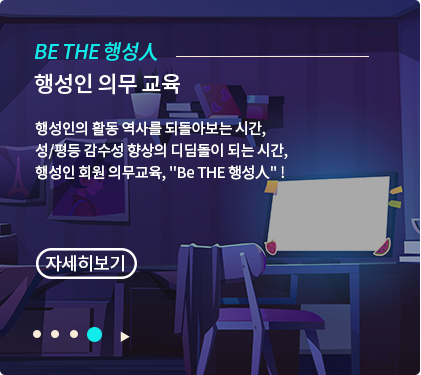 BE THE 행성人
행성인 의무 교육
행성인의 활동 역사를 되돌아보는 시간,
성/평등 감수성 향상의 디딤돌이 되는 시간,
행성인 회원 의무교육, "Be THE 행성人" !
자세히보기